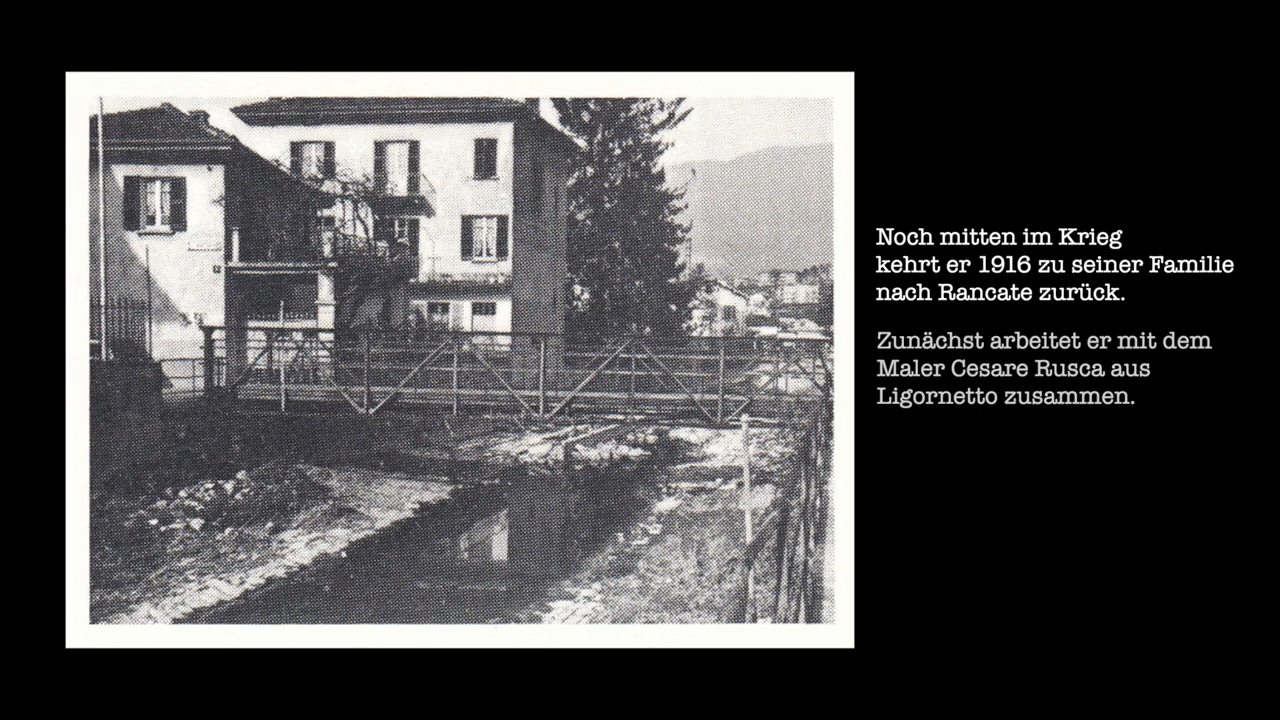 Noch mitten im Krieg
kehrt er 1916 zu seiner Familie
nach Rancate zurück.
Zunächst arbeitet er mit dem
Maler Cesare Rusca aus
Ligornetto zusammen.